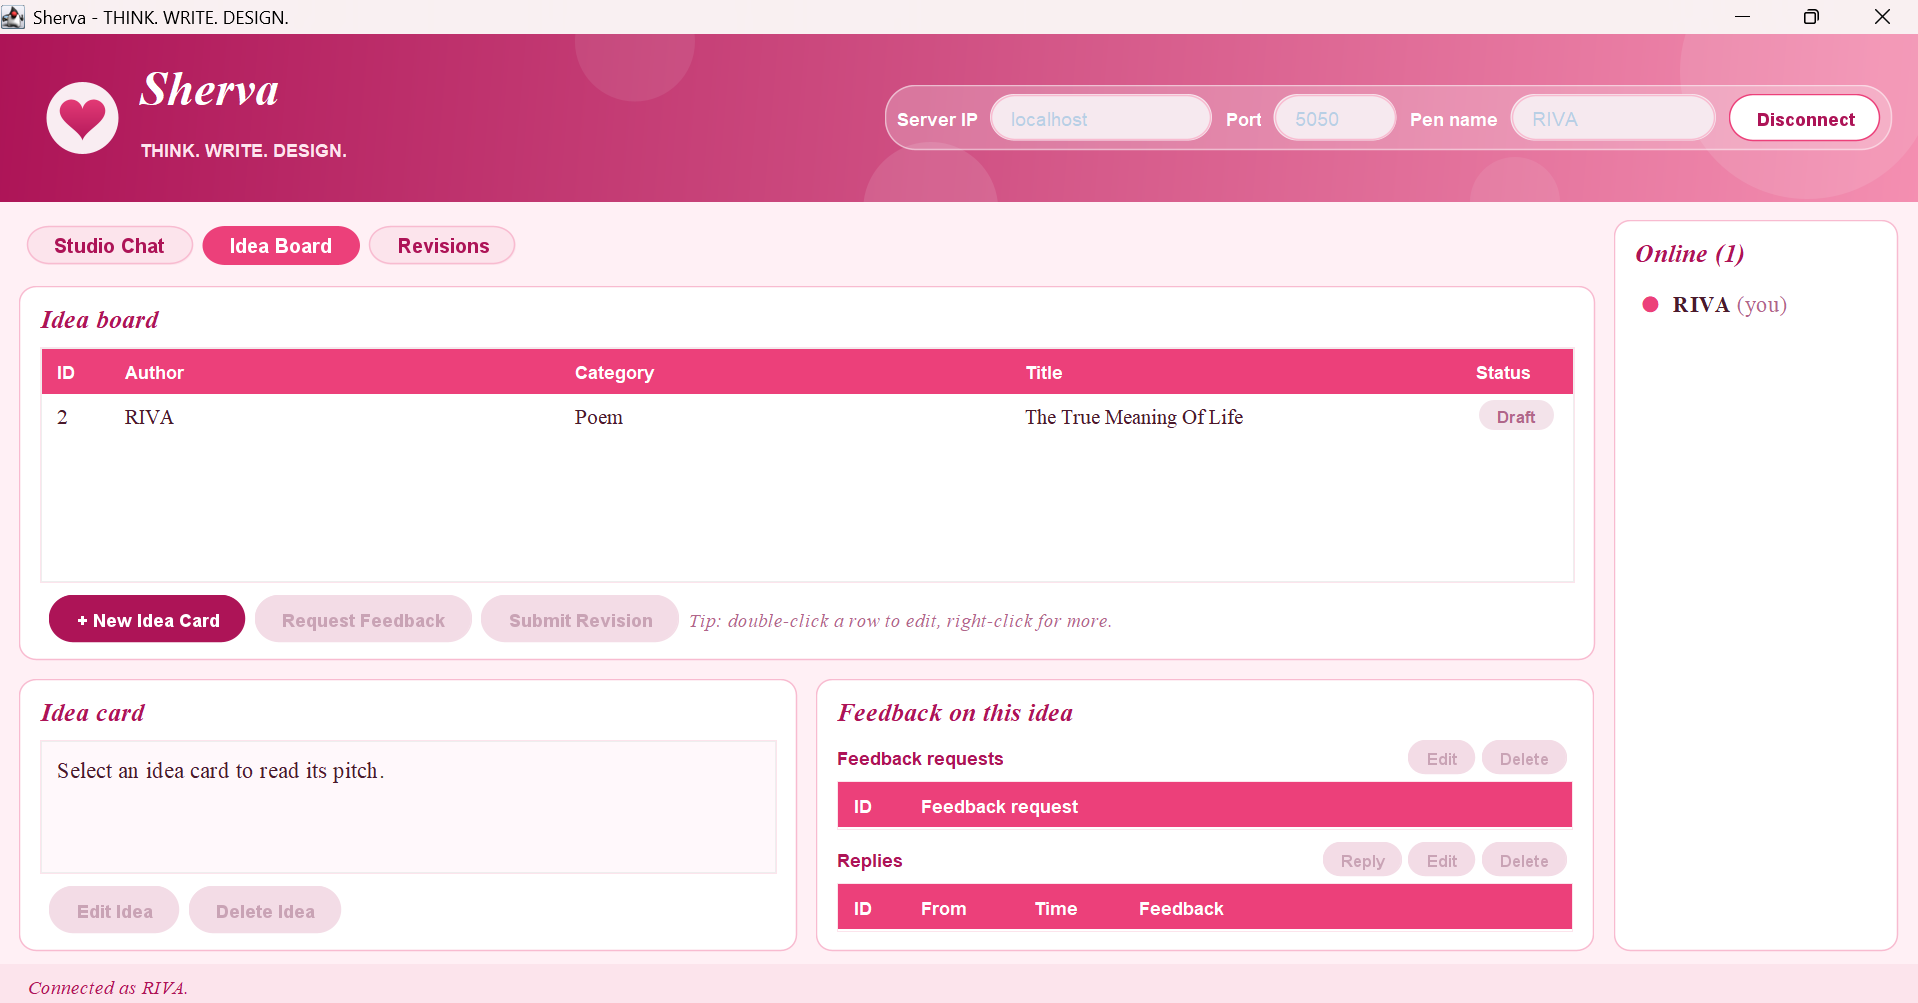 Sherva - THINK. WRITE. DESIGN.
Sherva
THINK. WRITE. DESIGN.
Server IP localhost Port 5050 Pen name RIVA Disconnect
Studio Chat Idea Board Revisions
Idea board
ID Author Category Title Status
2 RIVA Poem The True Meaning Of Life Draft
+ New Idea Card Request Feedback Submit Revision Tip: double-click a row to edit, right-click for more.
Idea card
Select an idea card to read its pitch.
Edit Idea Delete Idea
Feedback on this idea
Feedback requests Edit Delete
ID Feedback request
Replies Reply Edit Delete
ID From Time Feedback
Online (1)
RIVA (you)
Connected as RIVA.